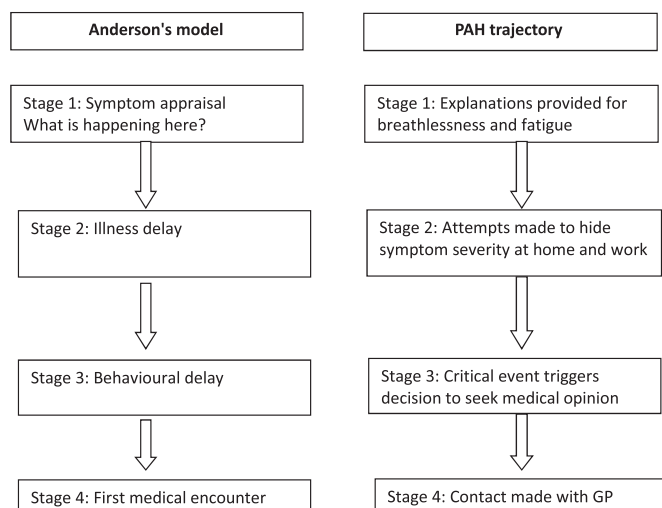 Anderson's model
Stage 1: Symptom appraisal
What is happening here?
Stage 2: Illness delay
Stage 3: Behavioural delay
Stage 4: First medical encounter
PAH trajectory
Stage 1: Explanations provided for
breathlessness and fatigue
Stage 2: Attempts made to hide
symptom severity at home and work
Stage 3: Critical event triggers
decision to seek medical opinion
Stage 4: Contact made with GP